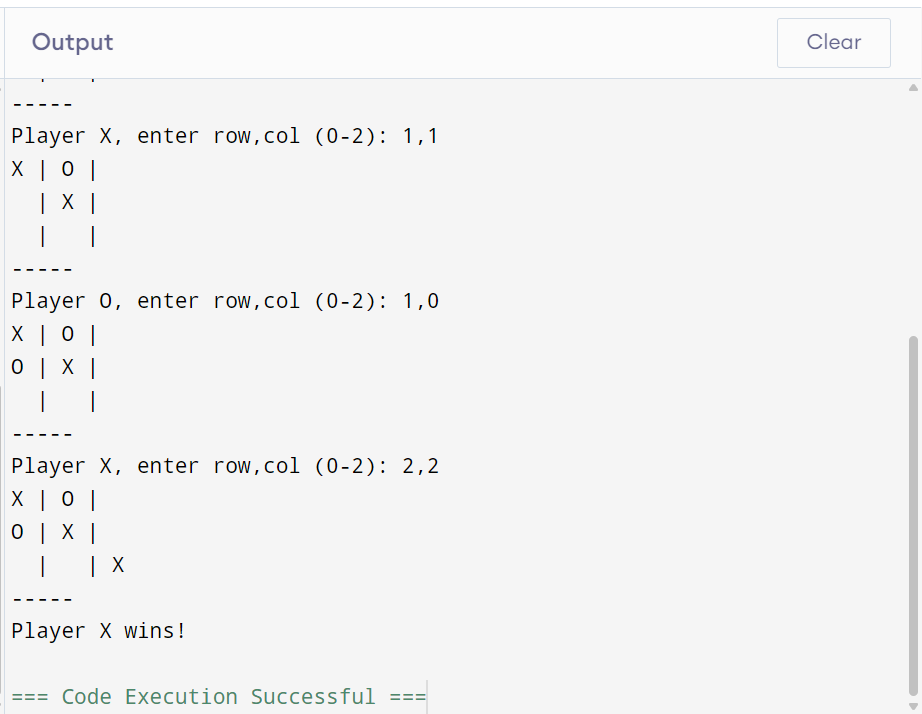 Output
Clear
-----
Player X, enter row,col (0-2): 1,1
X | O |
  | X |
  |   |
-----
Player O, enter row,col (0-2): 1,0
X | O |
O | X |
  |   |
-----
Player X, enter row,col (0-2): 2,2
X | O |
O | X |
  |   | X
-----
Player X wins!
=== Code Execution Successful ===